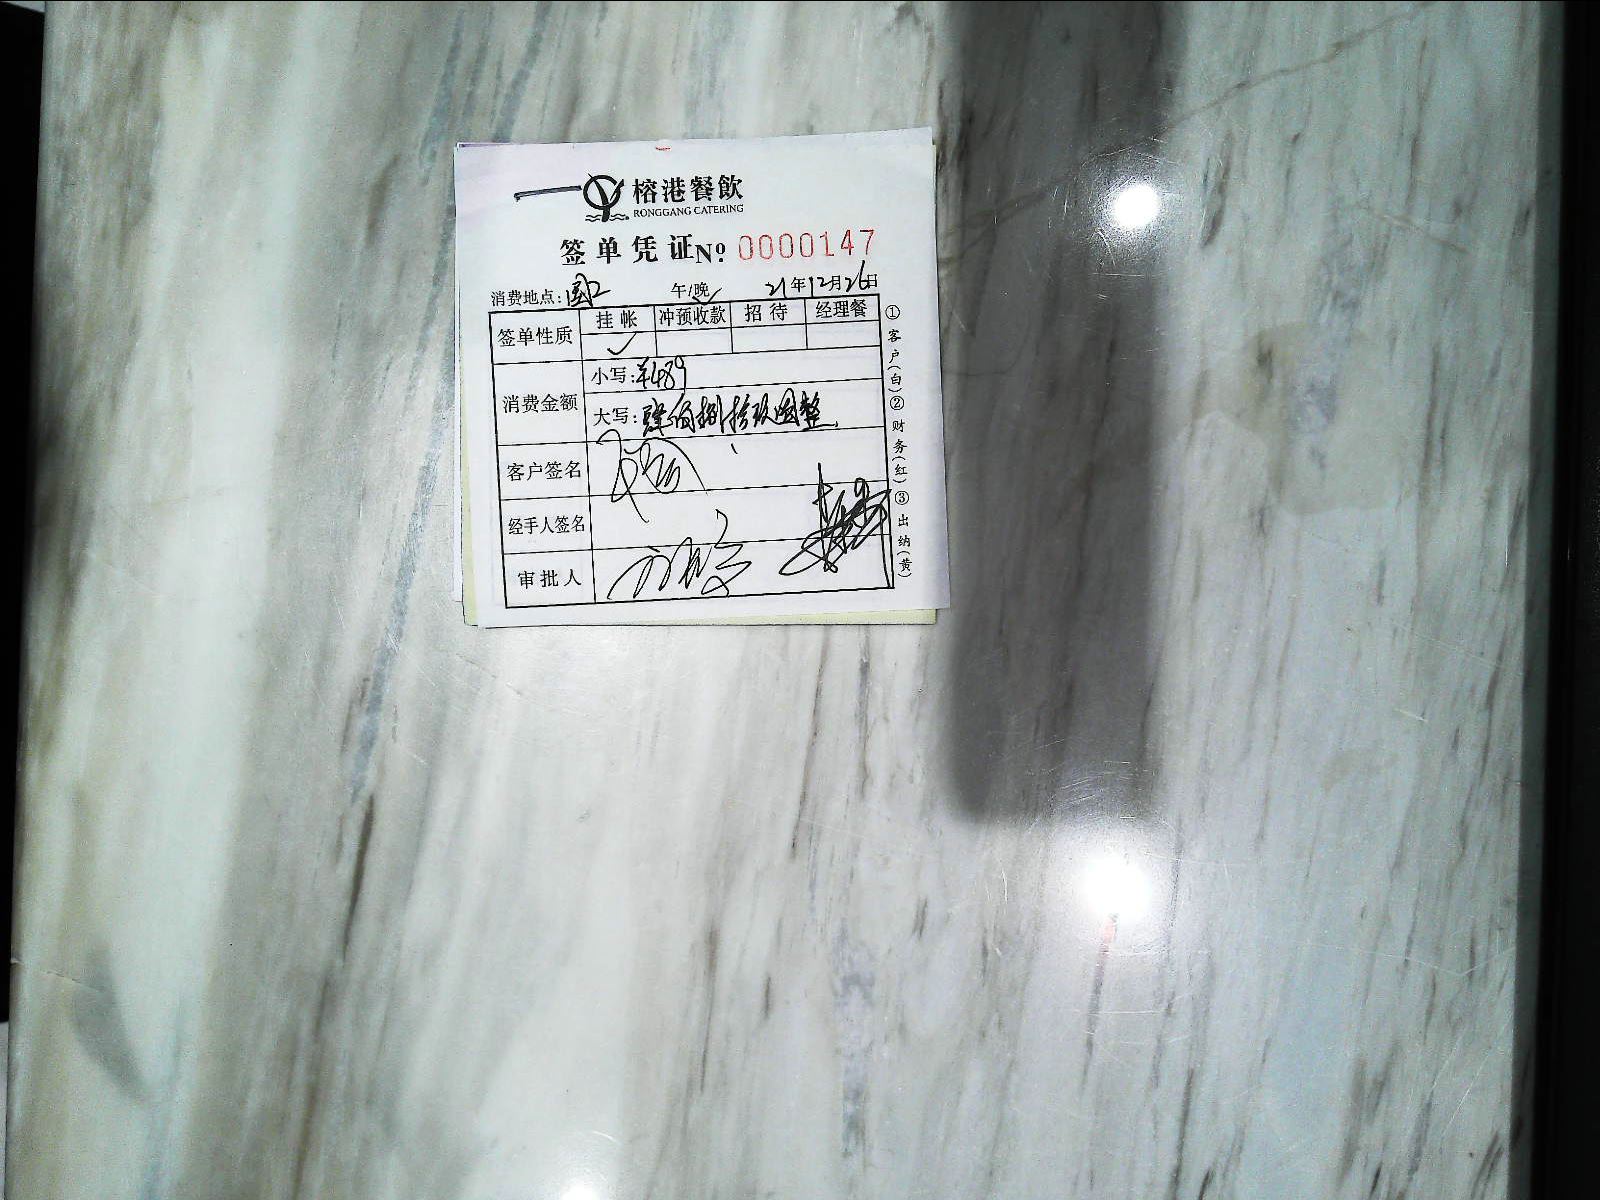 榕港餐飲
RONGGANG CATERING
签单凭证 Nº 0000147
消费地点: 午/晚 21年12月26日
签单性质 挂帐 冲预收款 招待 经理餐
消费金额 小写:¥489
大写:肆佰捌拾玖圆整
客户签名
经手人签名
审批人
①客户(白)②财务(红)③出纳(黄)